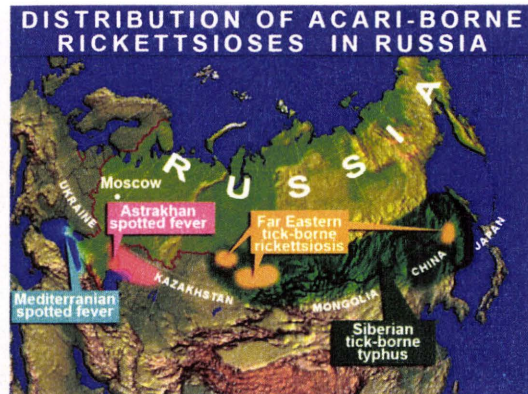 DISTRIBUTION OF ACARI-BORNE
RICKETTSIOSES IN RUSSIA
RUSSIA
UKRAINE
Moscow
Astrakhan
spotted fever
Far Eastern
tick-borne
rickettsiosis
JAPAN
CHINA
KAZAKHSTAN
MONGOLIA
Mediterranian
spotted fever
Siberian
tick-borne
typhus